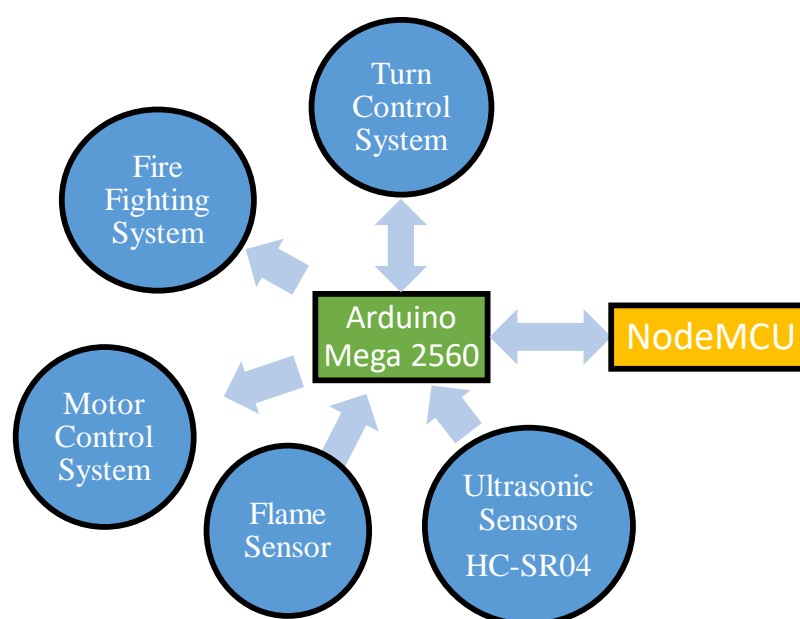 Turn
Control
System
Fire
Fighting
System
Arduino
Mega 2560
NodeMCU
Motor
Control
System
Flame
Sensor
Ultrasonic
Sensors
HC-SR04